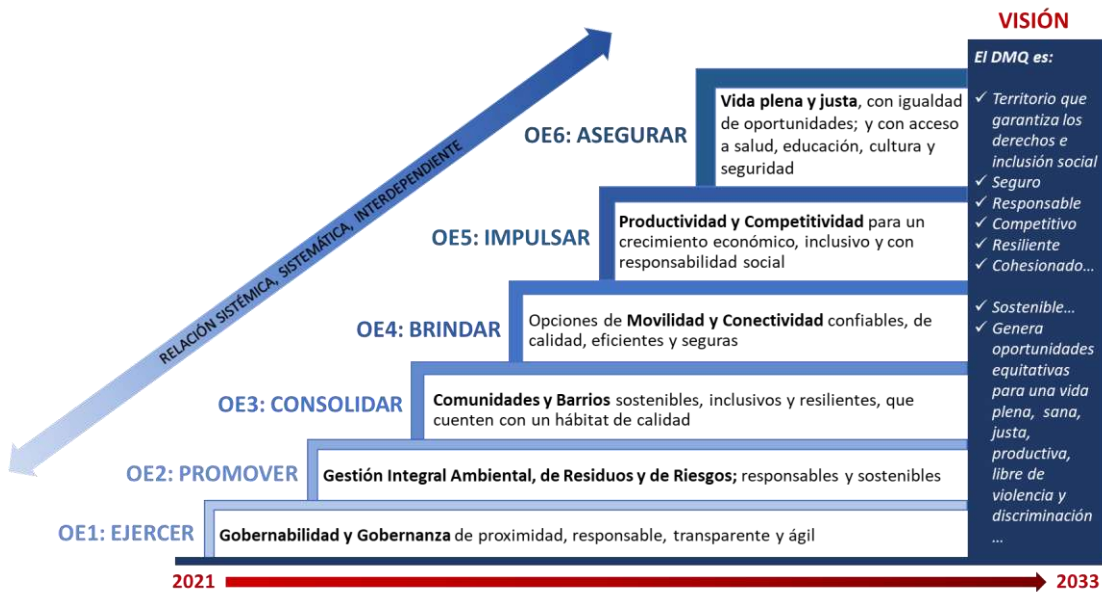 VISIÓN
El DMQ es:
✓ Territorio que
garantiza los
derechos e
inclusión social
✓ Seguro
✓ Responsable
✓ Competitivo
✓ Resiliente
✓ Cohesionado...
✓ Sostenible...
✓ Genera
oportunidades
equitativas
para una vida
plena, sana,
justa,
productiva,
libre de
violencia y
discriminación
...
RELACIÓN SISTÉMICA, SISTEMÁTICA, INTERDEPENDIENTE
OE6: ASEGURAR
Vida plena y justa, con igualdad
de oportunidades; y con acceso
a salud, educación, cultura y
seguridad
OE5: IMPULSAR
Productividad y Competitividad para un
crecimiento económico, inclusivo y con
responsabilidad social
OE4: BRINDAR
Opciones de Movilidad y Conectividad confiables, de
calidad, eficientes y seguras
OE3: CONSOLIDAR
Comunidades y Barrios sostenibles, inclusivos y resilientes, que
cuenten con un hábitat de calidad
OE2: PROMOVER
Gestión Integral Ambiental, de Residuos y de Riesgos; responsables y sostenibles
OE1: EJERCER
Gobernabilidad y Gobernanza de proximidad, responsable, transparente y ágil
2021
2033